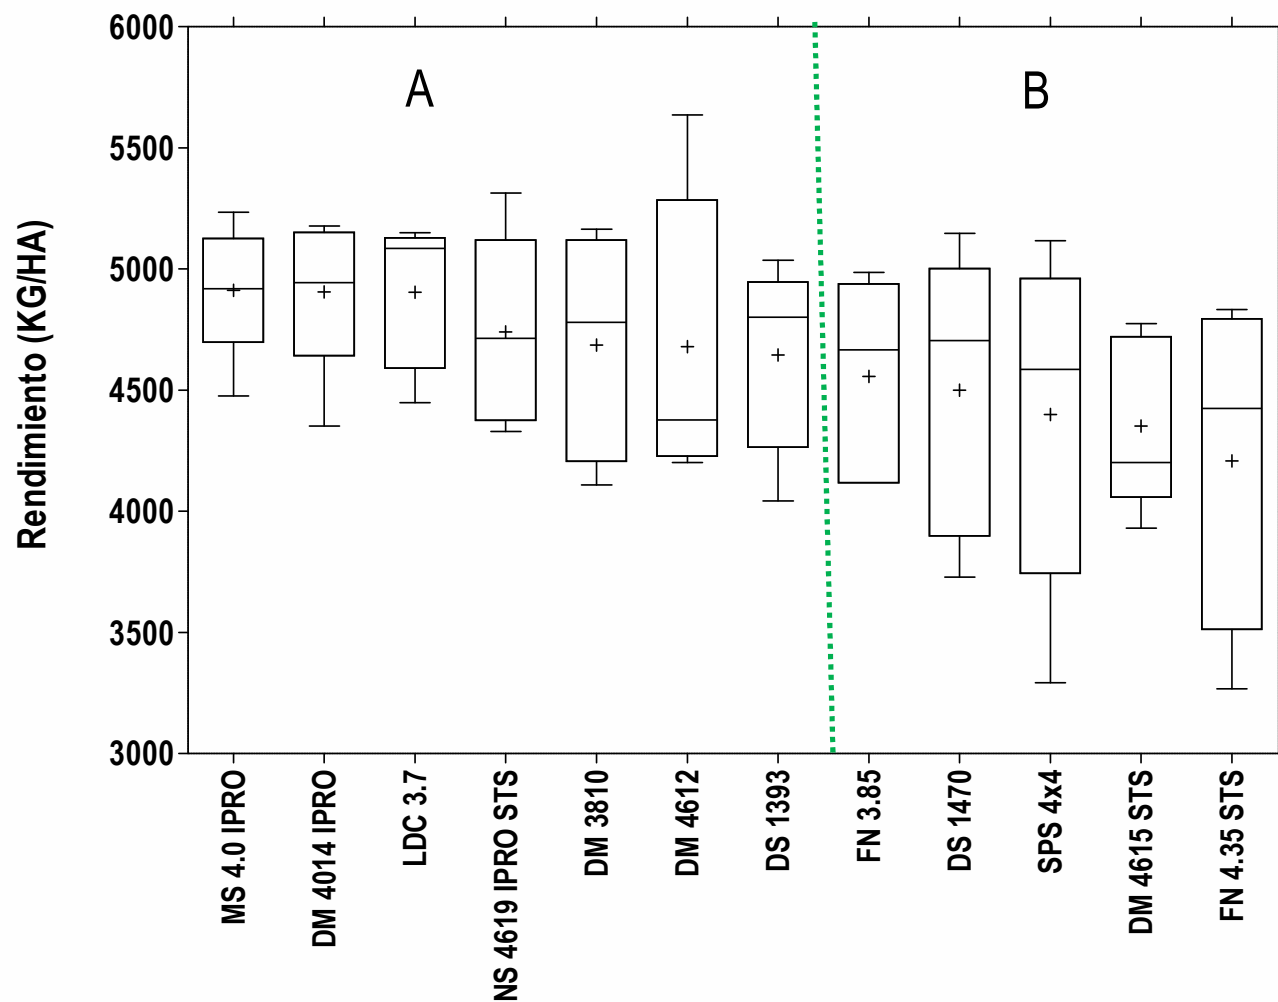 6000
5500
5000
4500
4000
3500
3000
Rendimiento (KG/HA)
A
B
MS 4.0 IPRO
DM 4014 IPRO
LDC 3.7
NS 4619 IPRO STS
DM 3810
DM 4612
DS 1393
FN 3.85
DS 1470
SPS 4x4
DM 4615 STS
FN 4.35 STS